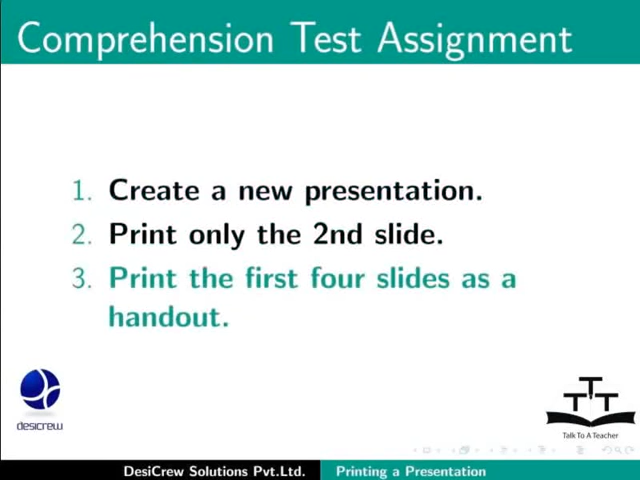 Comprehension Test Assignment
1. Create a new presentation.
2. Print only the 2nd slide.
3. Print the first four slides as a
handout.
desicrew
T T T
Talk To A Teacher
DesiCrew Solutions Pvt.Ltd. Printing a Presentation